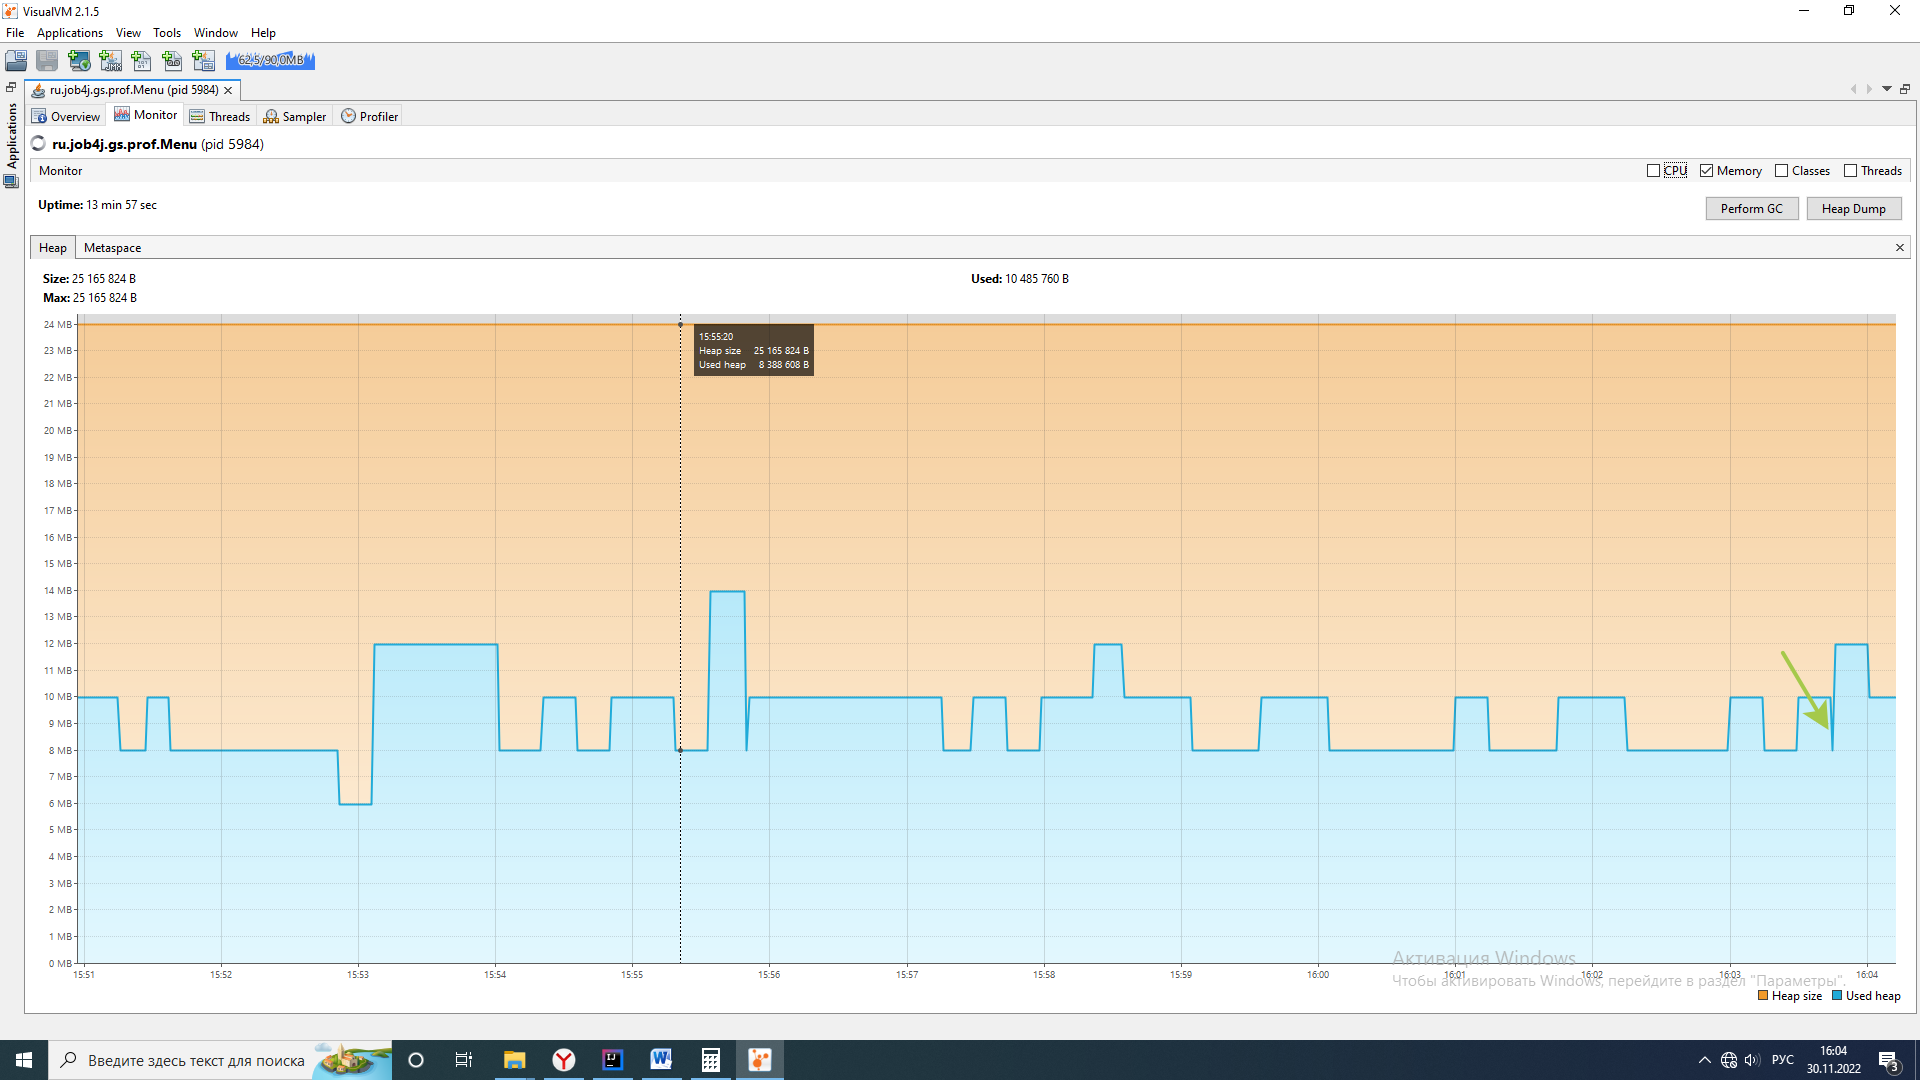 VisualVM 2.1.5
File Applications View Tools Window Help
62,5/90,0MB
ru.job4j.gs.prof.Menu (pid 5984)
Applications
Overview Monitor Threads Sampler Profiler
ru.job4j.gs.prof.Menu (pid 5984)
Monitor CPU Memory Classes Threads
Uptime: 13 min 57 sec
Perform GC Heap Dump
Heap Metaspace
Size: 25 165 824 B Used: 10 485 760 B
Max: 25 165 824 B
24 MB
23 MB
22 MB
21 MB
20 MB
19 MB
18 MB
17 MB
16 MB
15 MB
14 MB
13 MB
12 MB
11 MB
10 MB
9 MB
8 MB
7 MB
6 MB
5 MB
4 MB
3 MB
2 MB
1 MB
0 MB
15:55:20
Heap size 25 165 824 B
Used heap 8 388 608 B
15:51 15:52 15:53 15:54 15:55 15:56 15:57 15:58 15:59 16:00 16:01 16:02 16:03 16:04
Активация Windows
Чтобы активировать Windows, перейдите в раздел "Параметры".
Heap size Used heap
Введите здесь текст для поиска
РУС
16:04
30.11.2022
3